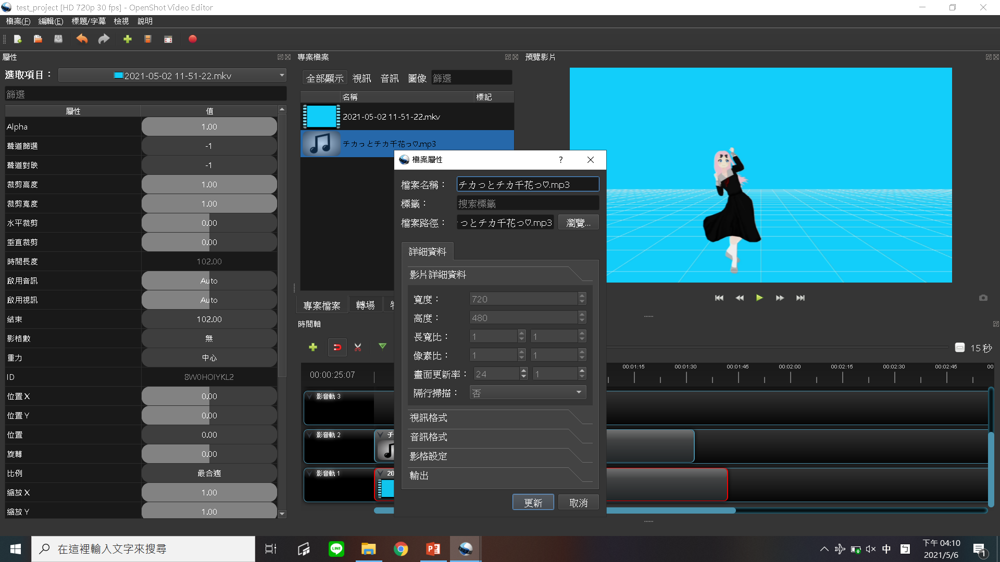 test_project [HD 720p 30 fps] - OpenShot Video Editor
檔案(F) 編輯(E) 標題/字幕 檢視 說明
屬性
選取項目：
2021-05-02 11-51-22.mkv
篩選
屬性 值
Alpha 1.00
聲道篩選 -1
聲道對映 -1
裁剪高度 1.00
裁剪寬度 1.00
水平裁剪 0.00
垂直裁剪 0.00
時間長度 102.00
啟用音訊 Auto
啟用視訊 Auto
結束 102.00
影格數 無
重力 中心
ID 8W0HOIYKL2
位置 X 0.00
位置 Y 0.00
位置 0.00
旋轉 0.00
比例 最合適
縮放 X 1.00
縮放 Y 1.00
專案檔案
全部顯示 視訊 音訊 圖像 篩選
名稱 標記
2021-05-02 11-51-22.mkv
チカっとチカ千花っ♡.mp3
專案檔案 轉場
預覽影片
檔案屬性 ?
檔案名稱： チカっとチカ千花っ♡.mp3
標籤： 搜索標籤
檔案路徑： っとチカ千花っ♡.mp3 瀏覽...
詳細資料
影片詳細資料
寬度： 720
高度： 480
長寬比： 1 1
像素比： 1 1
畫面更新率： 24 1
隔行掃描： 否
視訊格式
音訊格式
影格設定
輸出
更新 取消
時間軸
15 秒
00:00:25:07
00:01:15 00:01:30 00:01:45 00:02:00 00:02:15 00:02:30 00:02:45 00
影音軌 3
影音軌 2
チ
影音軌 1
20
在這裡輸入文字來搜尋
LINE
P
中
下午 04:10
2021/5/6
1